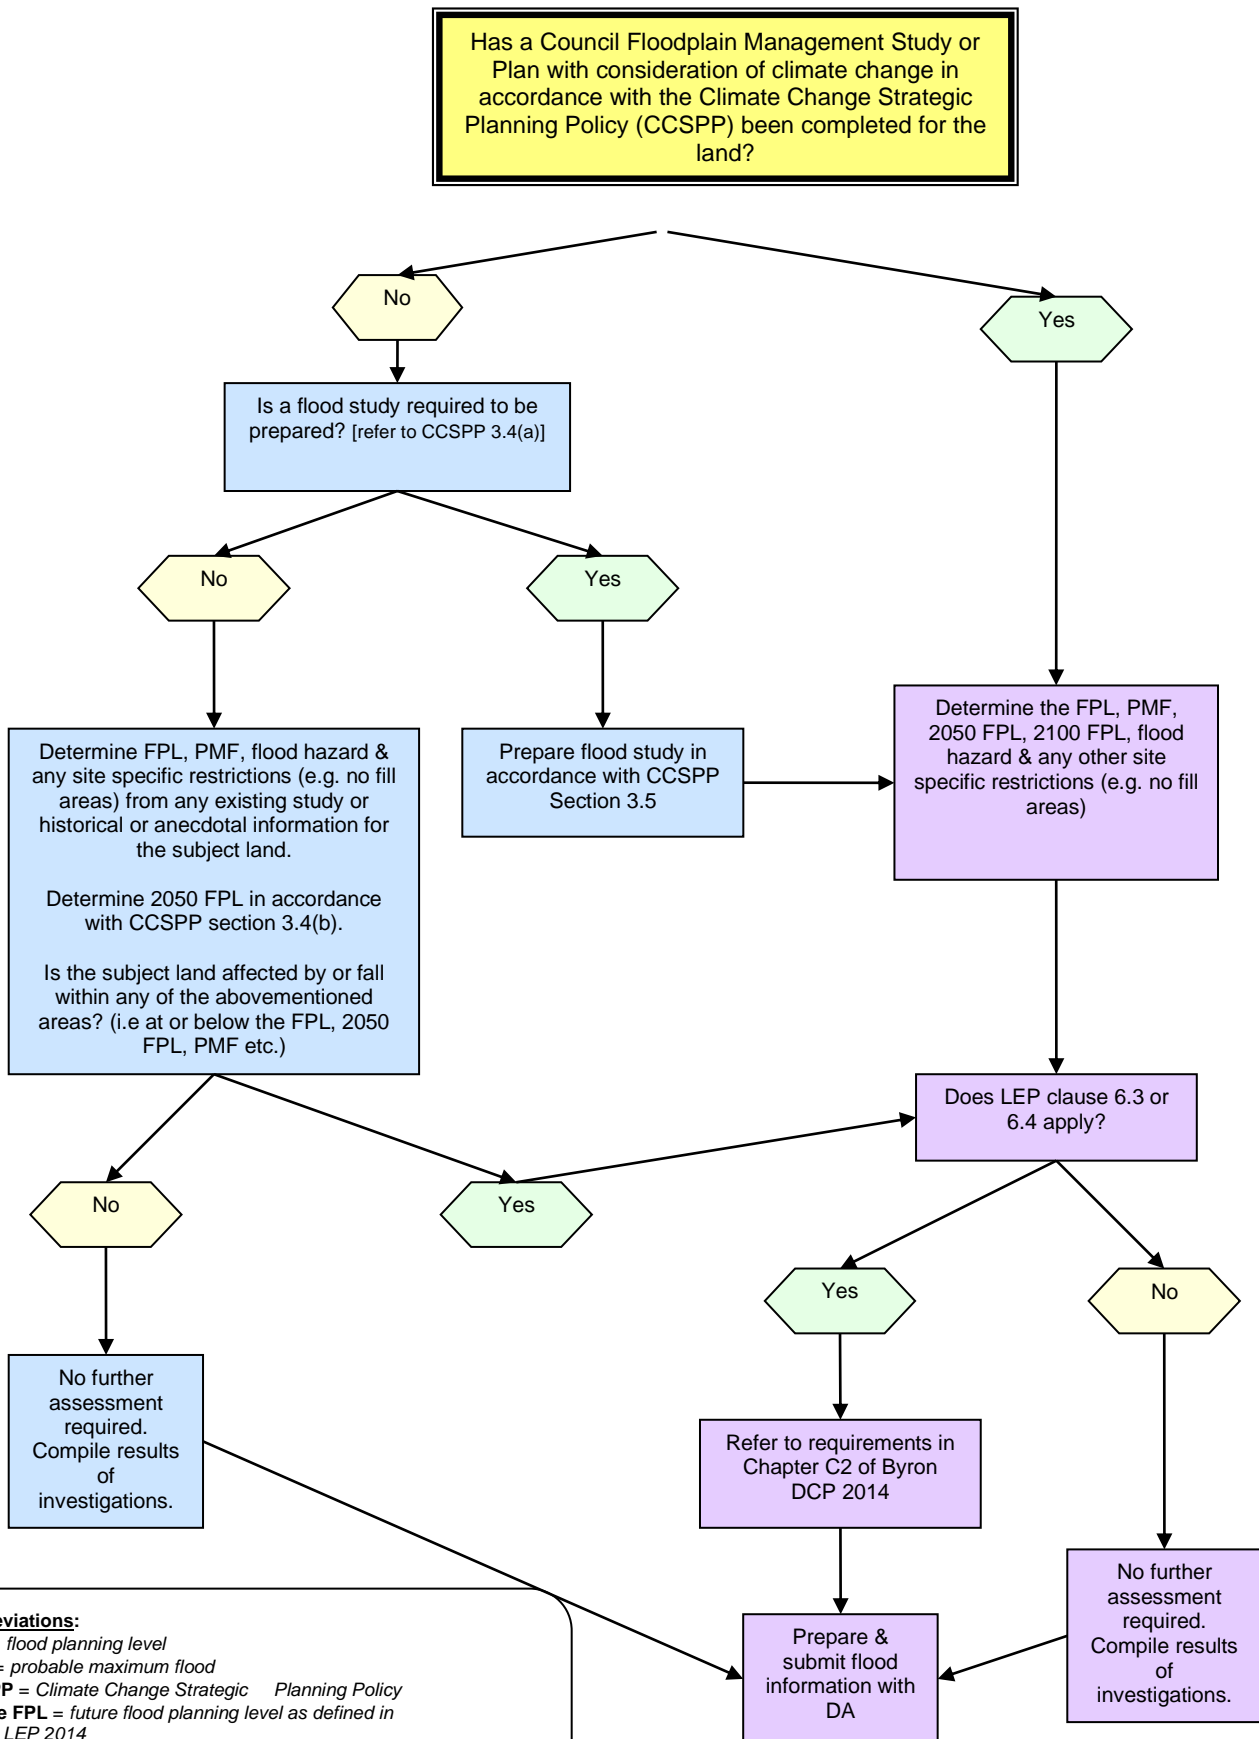 Has a Council Floodplain Management Study or
Plan with consideration of climate change in
accordance with the Climate Change Strategic
Planning Policy (CCSPP) been completed for the
land?
No
Yes
Is a flood study required to be
prepared? [refer to CCSPP 3.4(a)]
No
Yes
Determine FPL, PMF, flood hazard &
any site specific restrictions (e.g. no fill
areas) from any existing study or
historical or anecdotal information for
the subject land.
Determine 2050 FPL in accordance
with CCSPP section 3.4(b).
Is the subject land affected by or fall
within any of the abovementioned
areas? (i.e at or below the FPL, 2050
FPL, PMF etc.)
Prepare flood study in
accordance with CCSPP
Section 3.5
Determine the FPL, PMF,
2050 FPL, 2100 FPL, flood
hazard & any other site
specific restrictions (e.g. no fill
areas)
Does LEP clause 6.3 or
6.4 apply?
No
Yes
Yes
No
No further
assessment
required.
Compile results
of
investigations.
Refer to requirements in
Chapter C2 of Byron
DCP 2014
No further
assessment
required.
Compile results
of
investigations.
Prepare &
submit flood
information with
DA
eviations:
flood planning level
= probable maximum flood
PP = Climate Change Strategic Planning Policy
e FPL = future flood planning level as defined in
LEP 2014